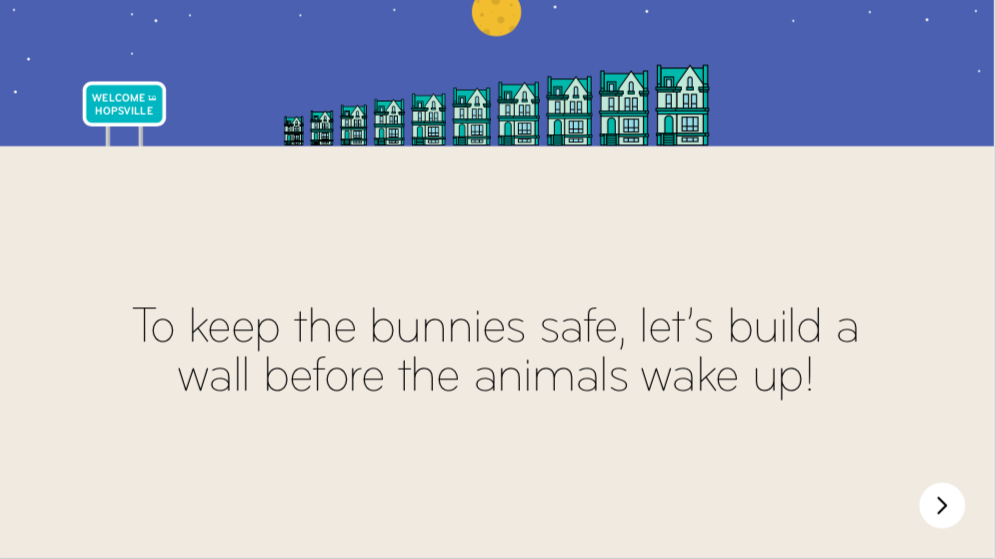 WELCOME
HOPSVILLE
To keep the bunnies safe, let's build a
wall before the animals wake up!